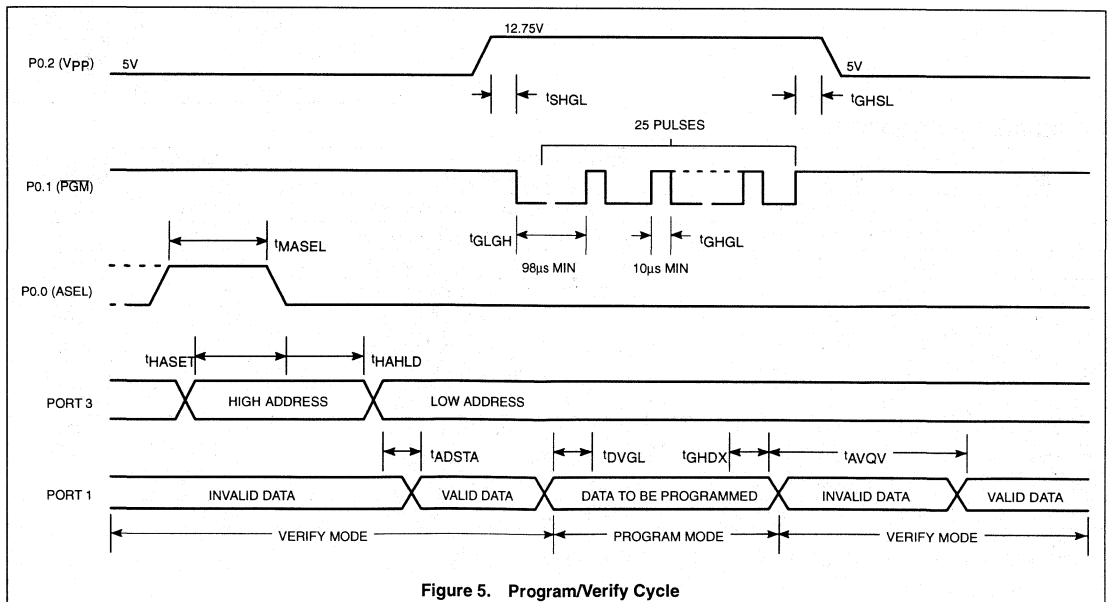 12.75V
P0.2 (VPP) 5V 5V
tSHGL tGHSL
25 PULSES
P0.1 (PGM)
tMASEL tGLGH tGHGL
98µs MIN 10µs MIN
P0.0 (ASEL)
tHASET tHAHLD
PORT 3 HIGH ADDRESS LOW ADDRESS
tADSTA tDVGL tGHDX tAVQV
PORT 1 INVALID DATA VALID DATA DATA TO BE PROGRAMMED INVALID DATA VALID DATA
VERIFY MODE PROGRAM MODE VERIFY MODE
Figure 5. Program/Verify Cycle